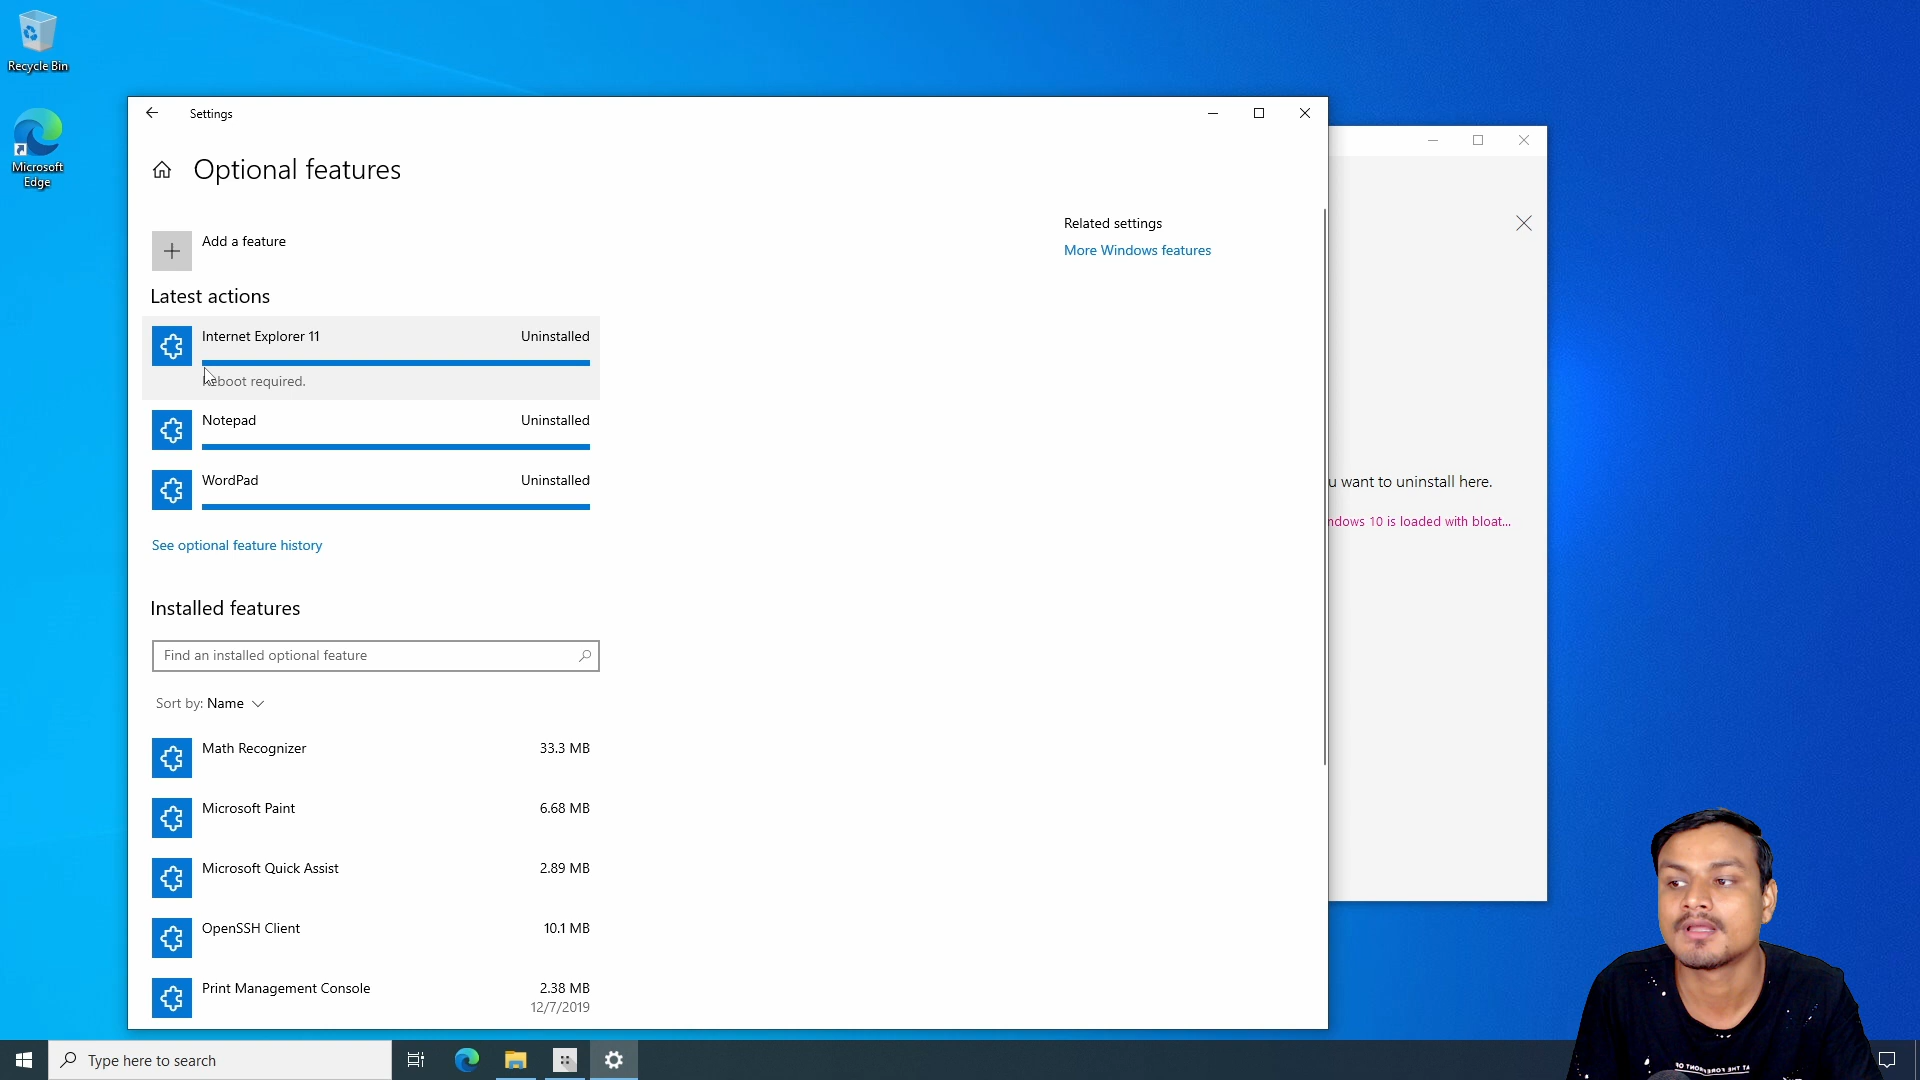 Recycle Bin
Microsoft
Edge
Settings
Optional features
Add a feature
Related settings
More Windows features
Latest actions
Internet Explorer 11 Uninstalled
Reboot required.
Notepad Uninstalled
WordPad Uninstalled
See optional feature history
Installed features
Find an installed optional feature
Sort by: Name
Math Recognizer 33.3 MB
Microsoft Paint 6.68 MB
Microsoft Quick Assist 2.89 MB
OpenSSH Client 10.1 MB
Print Management Console 2.38 MB
12/7/2019
u want to uninstall here.
ndows 10 is loaded with bloat...
Type here to search